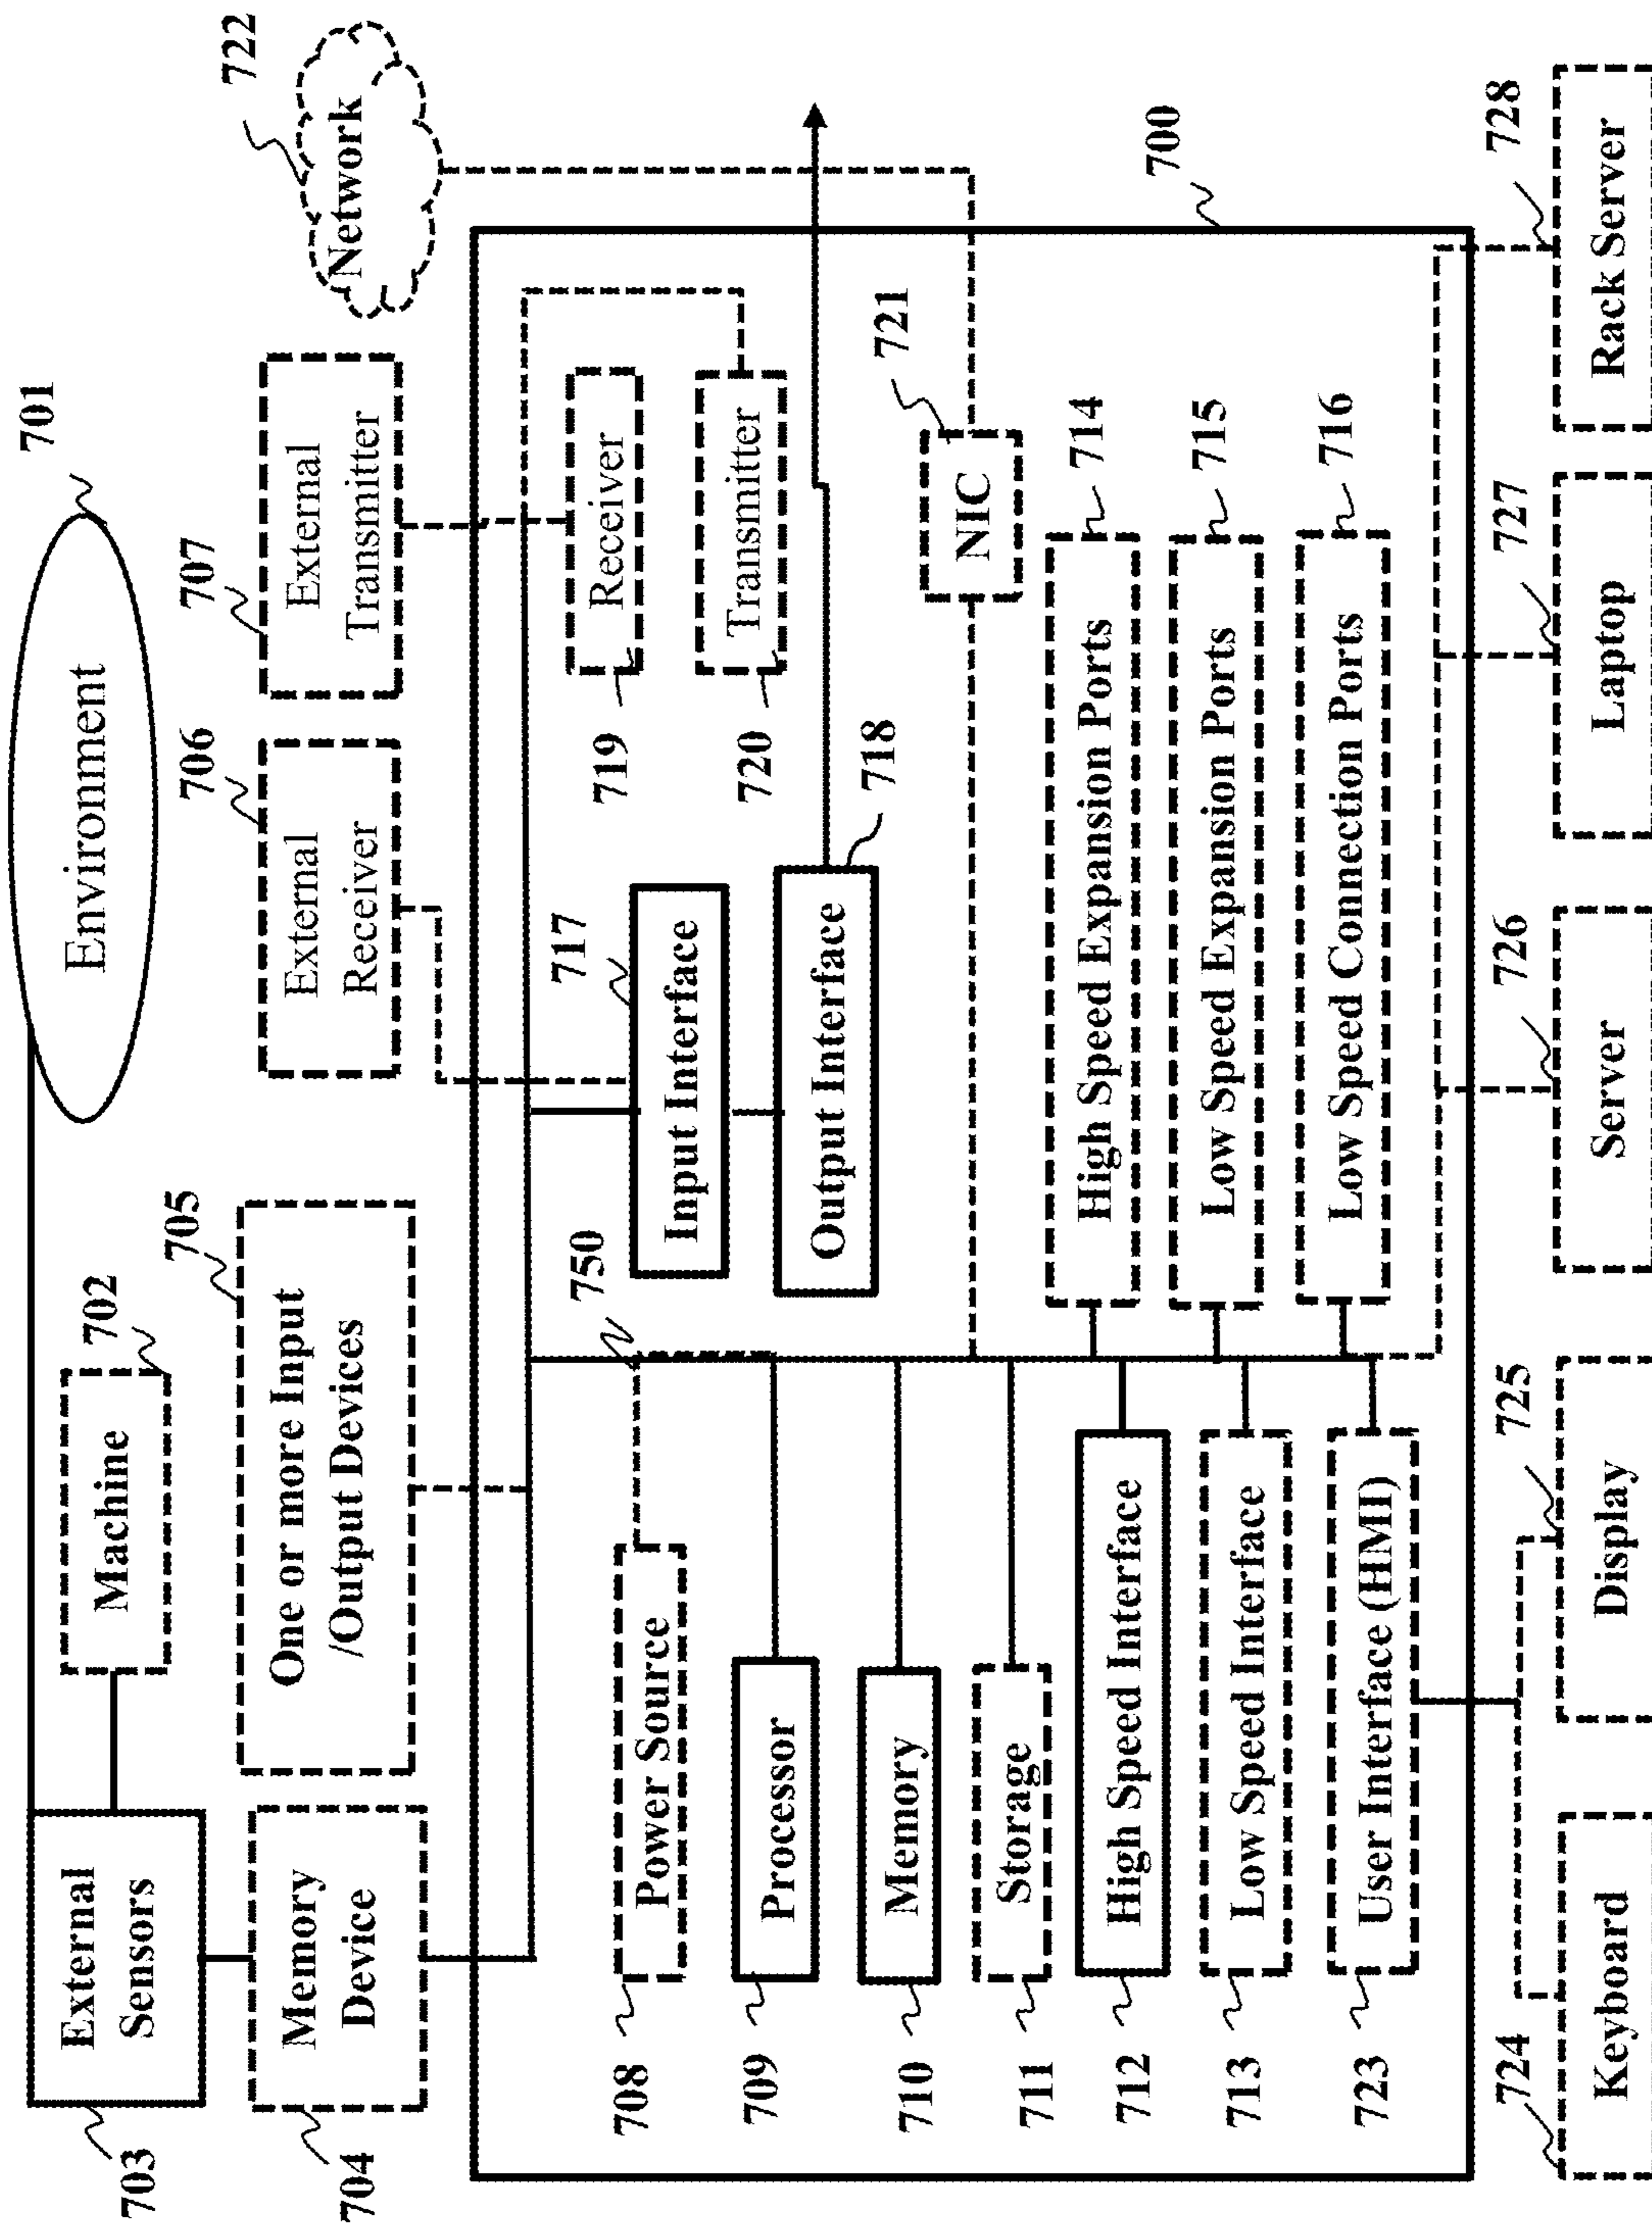 701
Environment
702
Machine
External
Sensors
703
704
Memory
Device
705
One or more Input
/Output Devices
706
External
Receiver
707
External
Transmitter
722
Network
700
708
Power Source
750
709
Processor
710
Memory
711
Storage
712
High Speed Interface
713
Low Speed Interface
723
User Interface (HMI)
717
Input Interface
Output Interface
718
719
Receiver
720
Transmitter
721
NIC
High Speed Expansion Ports
714
Low Speed Expansion Ports
715
Low Speed Connection Ports
716
724
Keyboard
725
Display
726
Server
727
Laptop
728
Rack Server